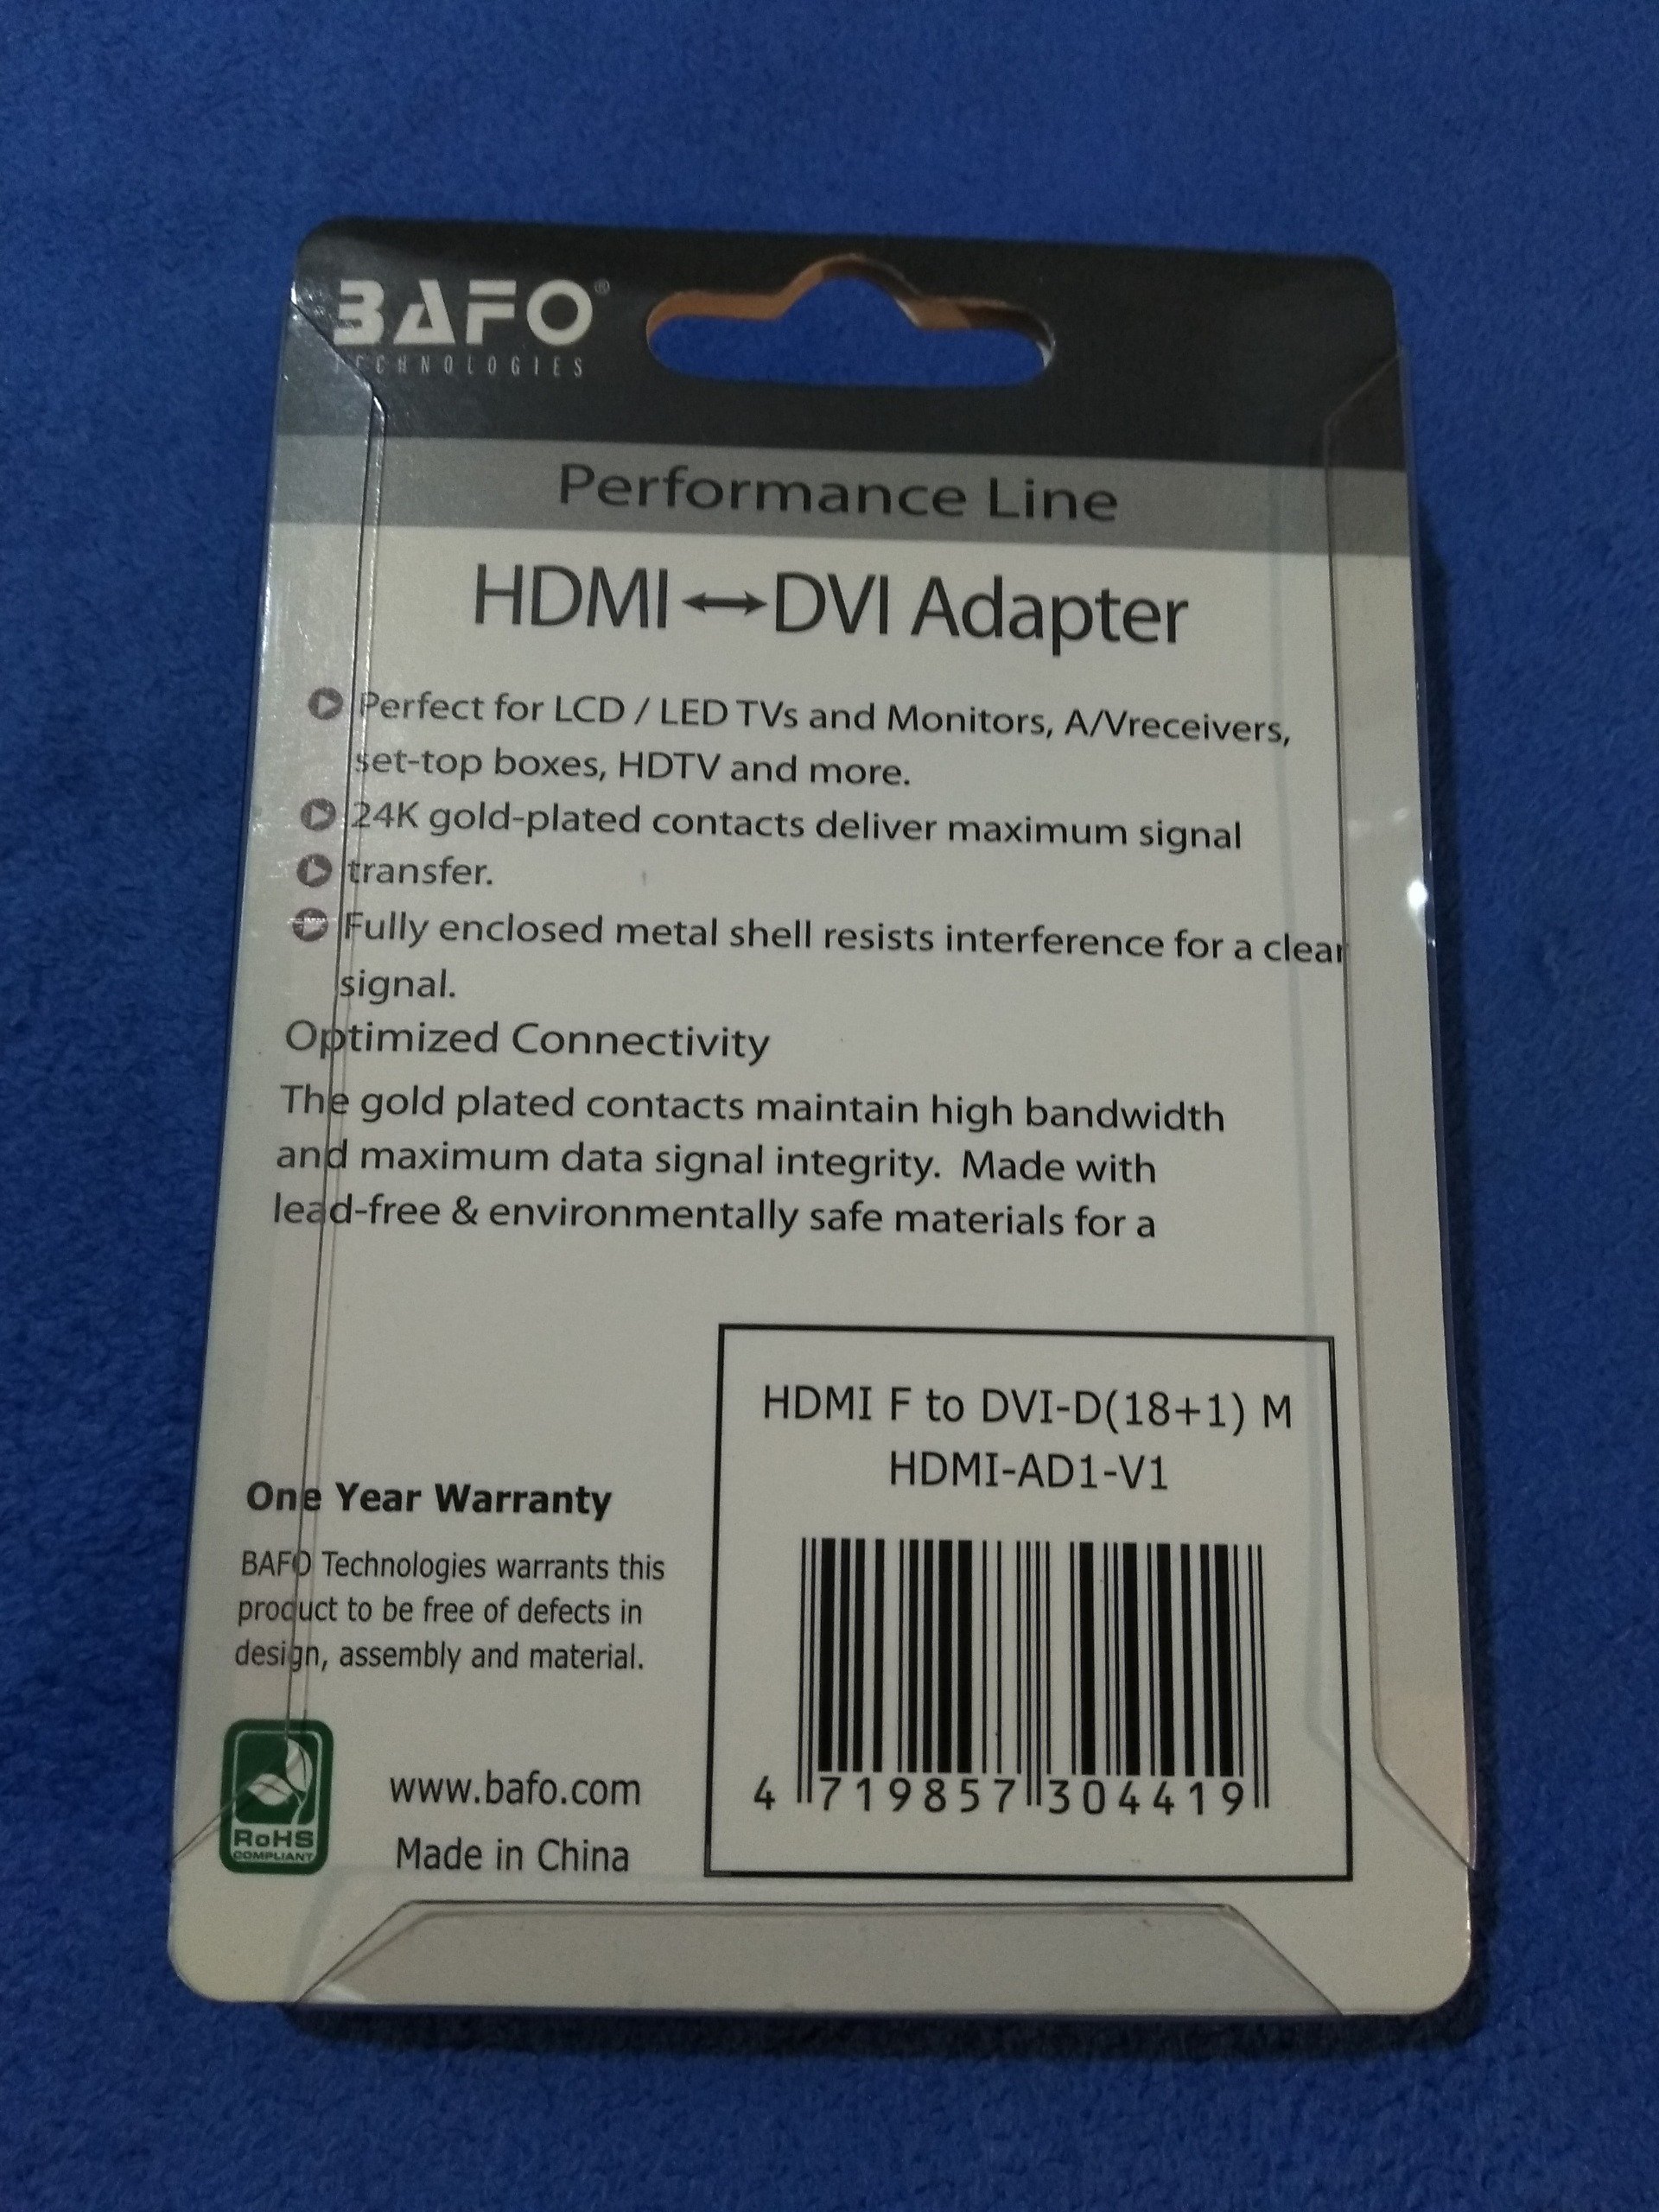 BAFO®
TECHNOLOGIES
Performance Line
HDMI↔DVI Adapter
Perfect for LCD / LED TVs and Monitors, A/Vreceivers,
set-top boxes, HDTV and more.
24K gold-plated contacts deliver maximum signal
transfer.
Fully enclosed metal shell resists interference for a clear
signal.
Optimized Connectivity
The gold plated contacts maintain high bandwidth
and maximum data signal integrity. Made with
lead-free & environmentally safe materials for a
HDMI F to DVI-D(18+1) M
HDMI-AD1-V1
4 719857 304419
One Year Warranty
BAFO Technologies warrants this
product to be free of defects in
design, assembly and material.
RoHS
COMPLIANT
www.bafo.com
Made in China